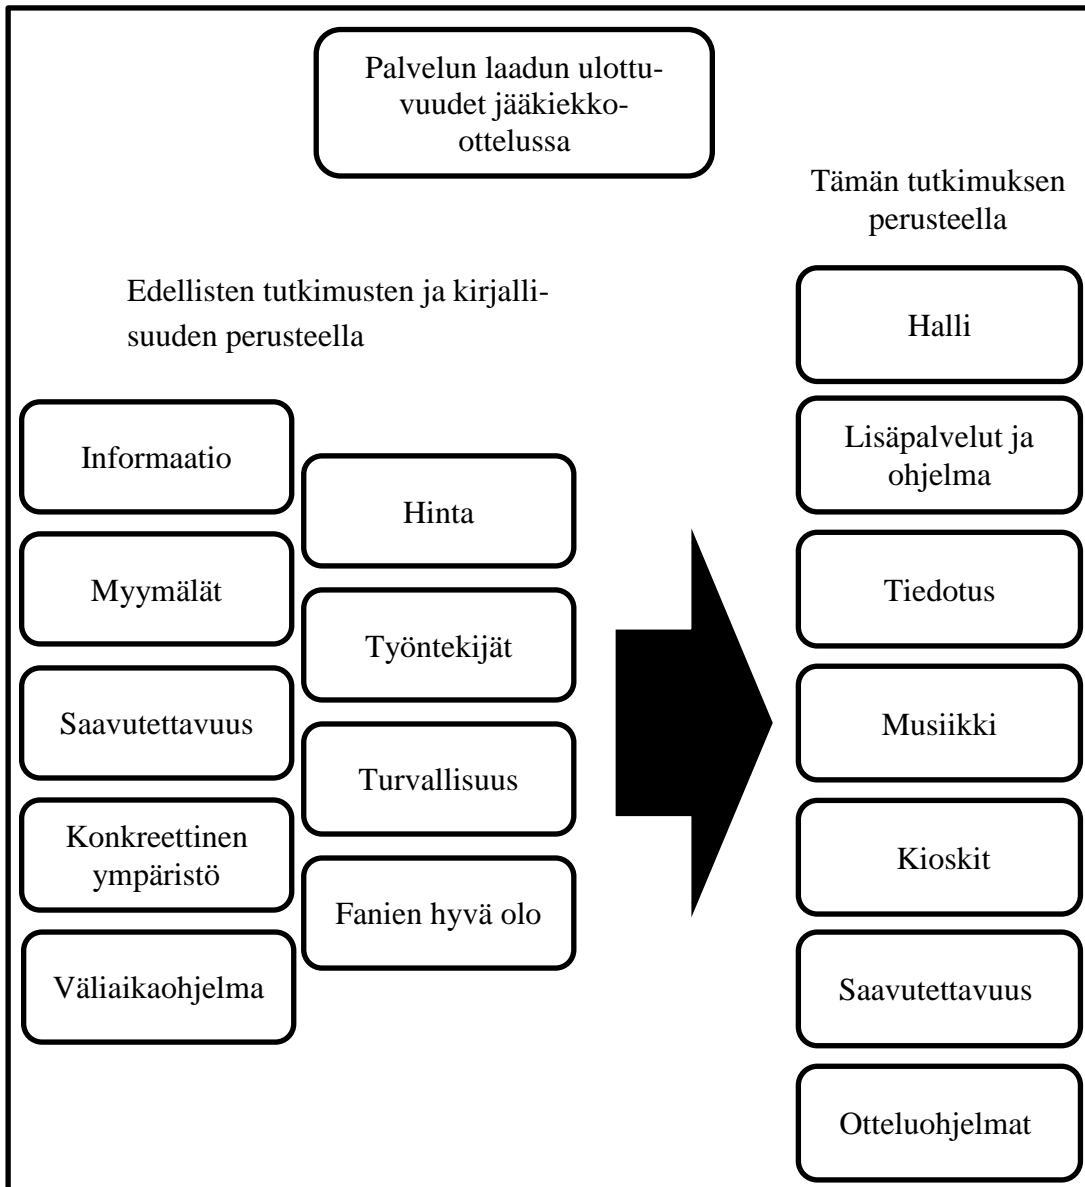 Palvelun laadun ulottu-
vuudet jääkiekko-
ottelussa
Edellisten tutkimusten ja kirjalli-
suuden perusteella
Informaatio
Myymälät
Saavutettavuus
Konkreettinen
ympäristö
Väliaikaohjelma
Hinta
Työntekijät
Turvallisuus
Fanien hyvä olo
Tämän tutkimuksen
perusteella
Halli
Lisäpalvelut ja
ohjelma
Tiedotus
Musiikki
Kioskit
Saavutettavuus
Otteluohjelmat